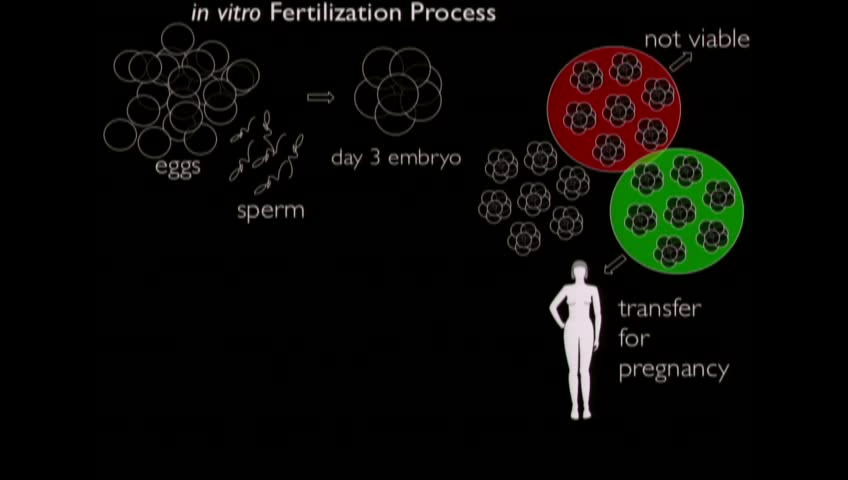 in vitro Fertilization Process
not viable
eggs
day 3 embryo
sperm
transfer
for
pregnancy